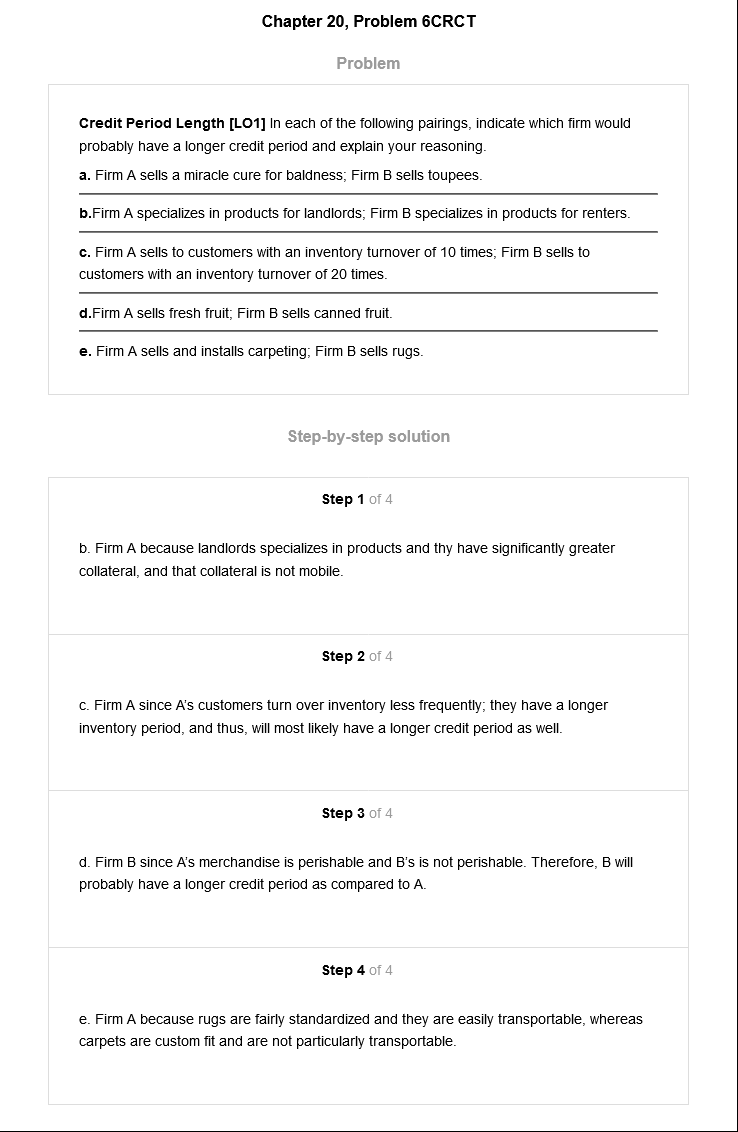 Chapter 20, Problem 6CRCT
Problem
Credit Period Length [LO1] In each of the following pairings, indicate which firm would
probably have a longer credit period and explain your reasoning.
a. Firm A sells a miracle cure for baldness; Firm B sells toupees.
b.Firm A specializes in products for landlords; Firm B specializes in products for renters.
c. Firm A sells to customers with an inventory turnover of 10 times; Firm B sells to
customers with an inventory turnover of 20 times.
d.Firm A sells fresh fruit; Firm B sells canned fruit.
e. Firm A sells and installs carpeting; Firm B sells rugs.
Step-by-step solution
Step 1 of 4
b. Firm A because landlords specializes in products and thy have significantly greater
collateral, and that collateral is not mobile.
Step 2 of 4
c. Firm A since A's customers turn over inventory less frequently; they have a longer
inventory period, and thus, will most likely have a longer credit period as well.
Step 3 of 4
d. Firm B since A's merchandise is perishable and B's is not perishable. Therefore, B will
probably have a longer credit period as compared to A.
Step 4 of 4
e. Firm A because rugs are fairly standardized and they are easily transportable, whereas
carpets are custom fit and are not particularly transportable.